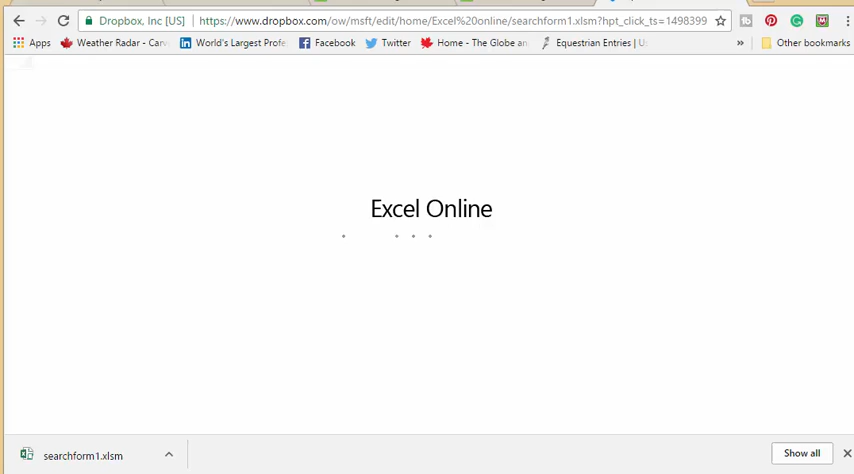 Dropbox, Inc [US] | https://www.dropbox.com/ow/msft/edit/home/Excel%20online/searchform1.xlsm?hpt_click_ts=1498399
Apps Weather Radar - Carv World's Largest Profe Facebook Twitter Home - The Globe an Equestrian Entries | Us » Other bookmarks
Excel Online
searchform1.xlsm Show all